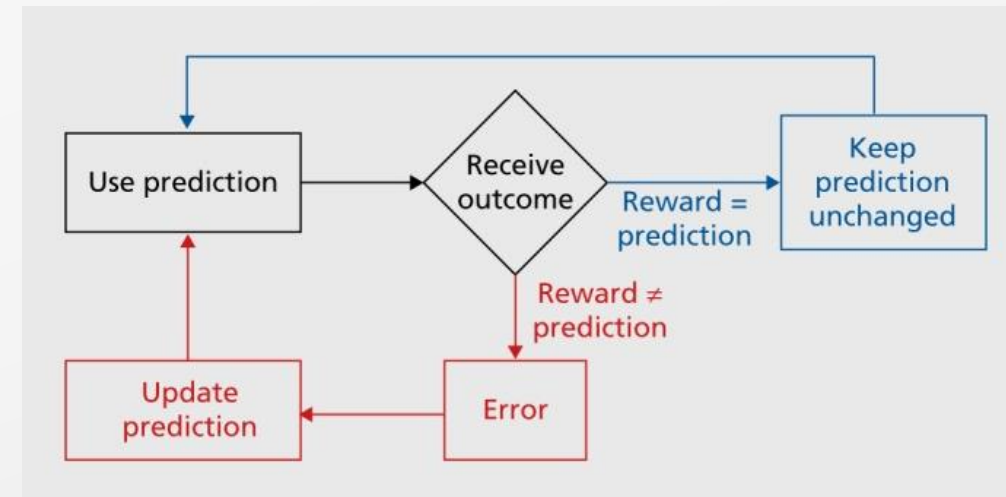 Use prediction
Receive
outcome
Reward =
prediction
Keep
prediction
unchanged
Reward ≠
prediction
Error
Update
prediction